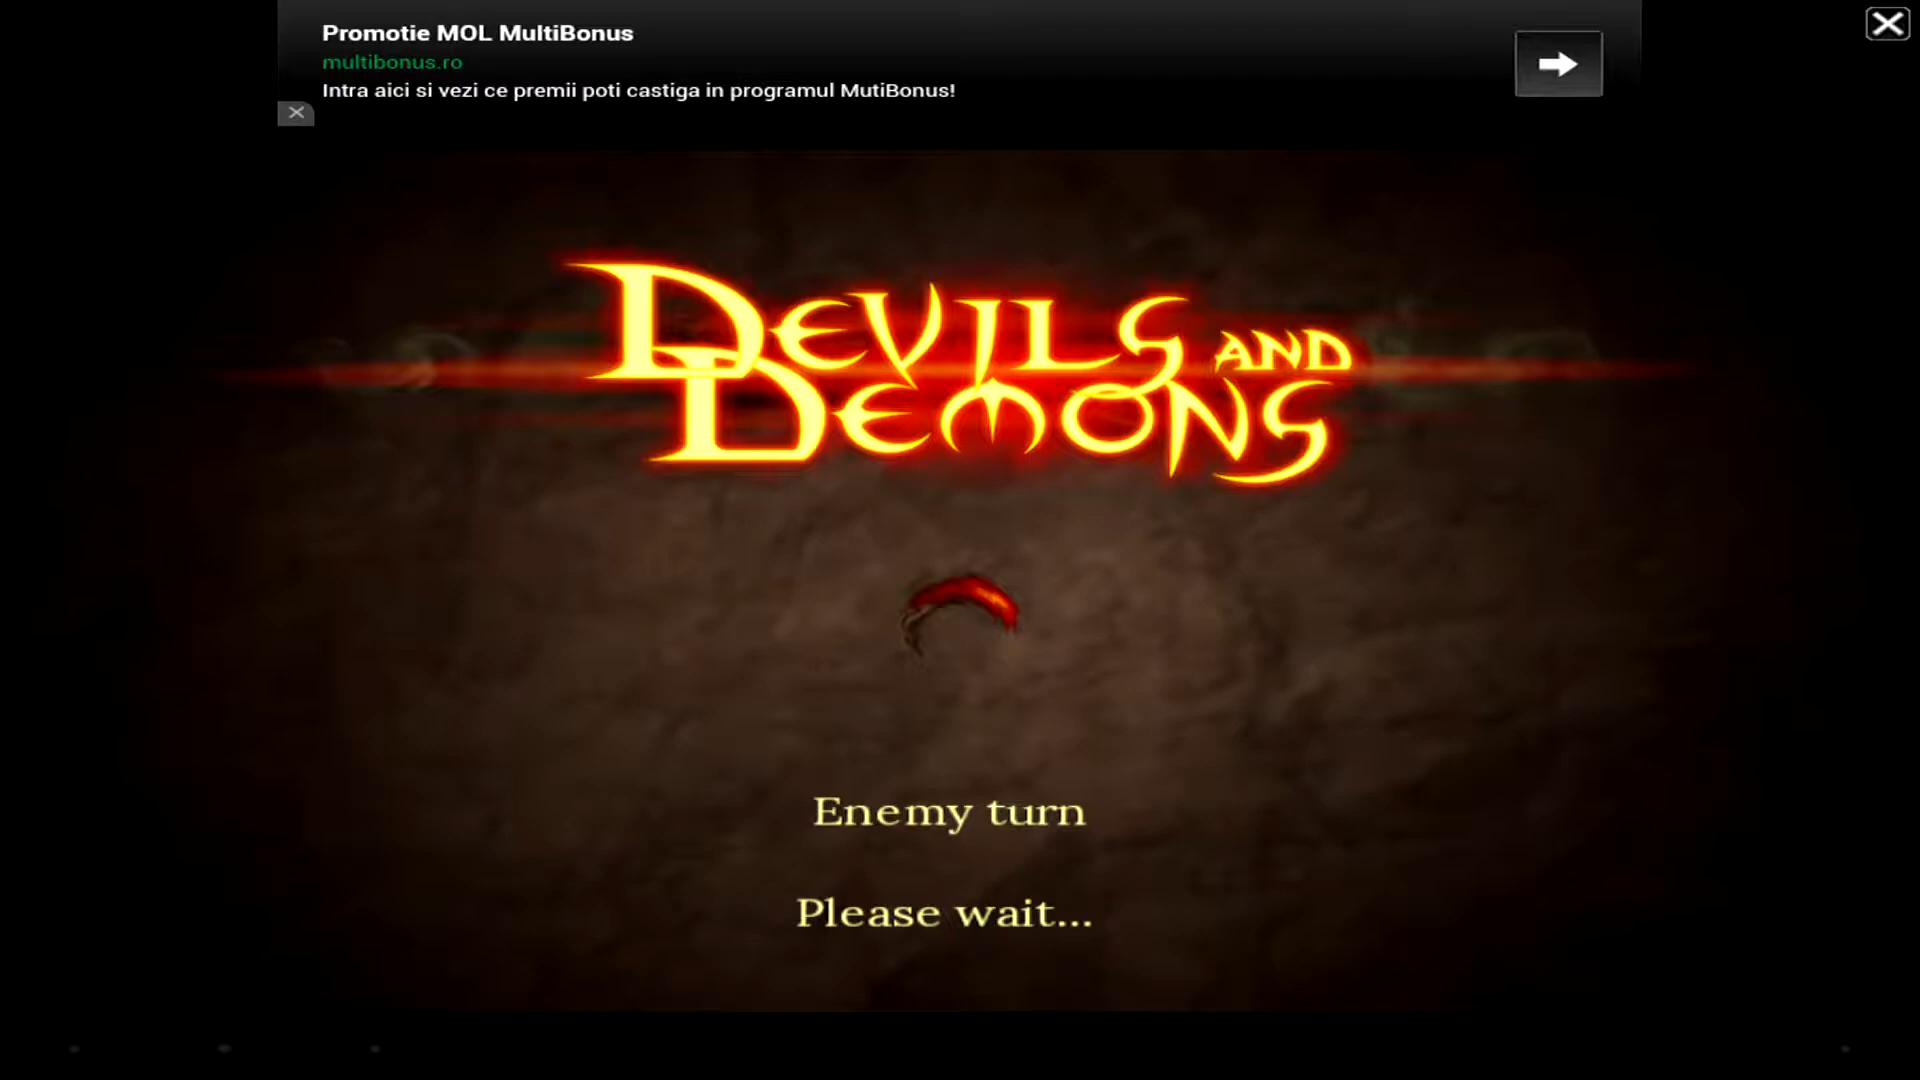 Promotie MOL MultiBonus
multibonus.ro
Intra aici si vezi ce premii poti castiga in programul MutiBonus!
DEVILS AND
DEMONS
Enemy turn
Please wait...